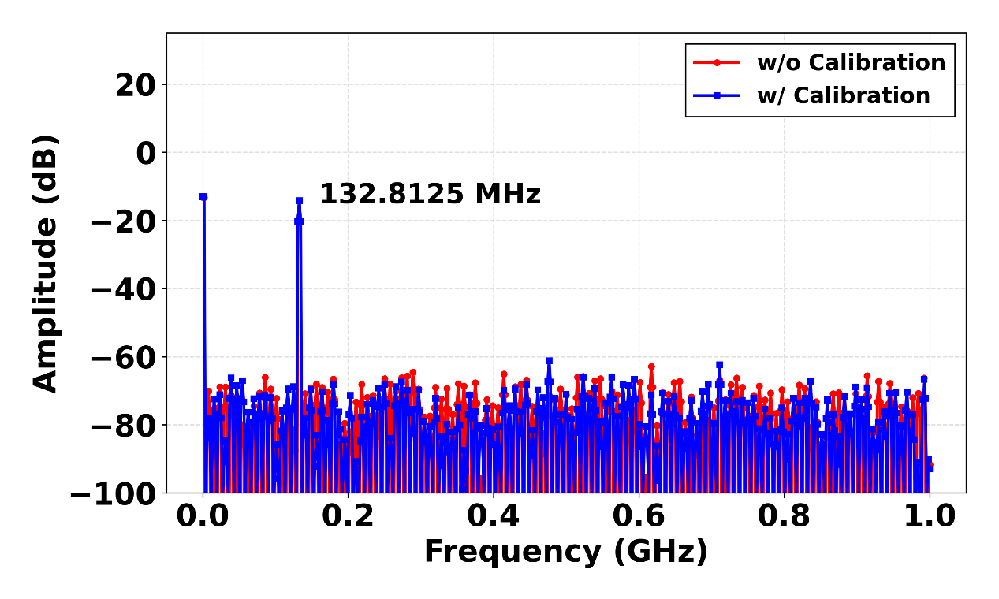 w/o Calibration
w/ Calibration
132.8125 MHz
Amplitude (dB)
20
0
−20
−40
−60
−80
−100
0.0 0.2 0.4 0.6 0.8 1.0
Frequency (GHz)